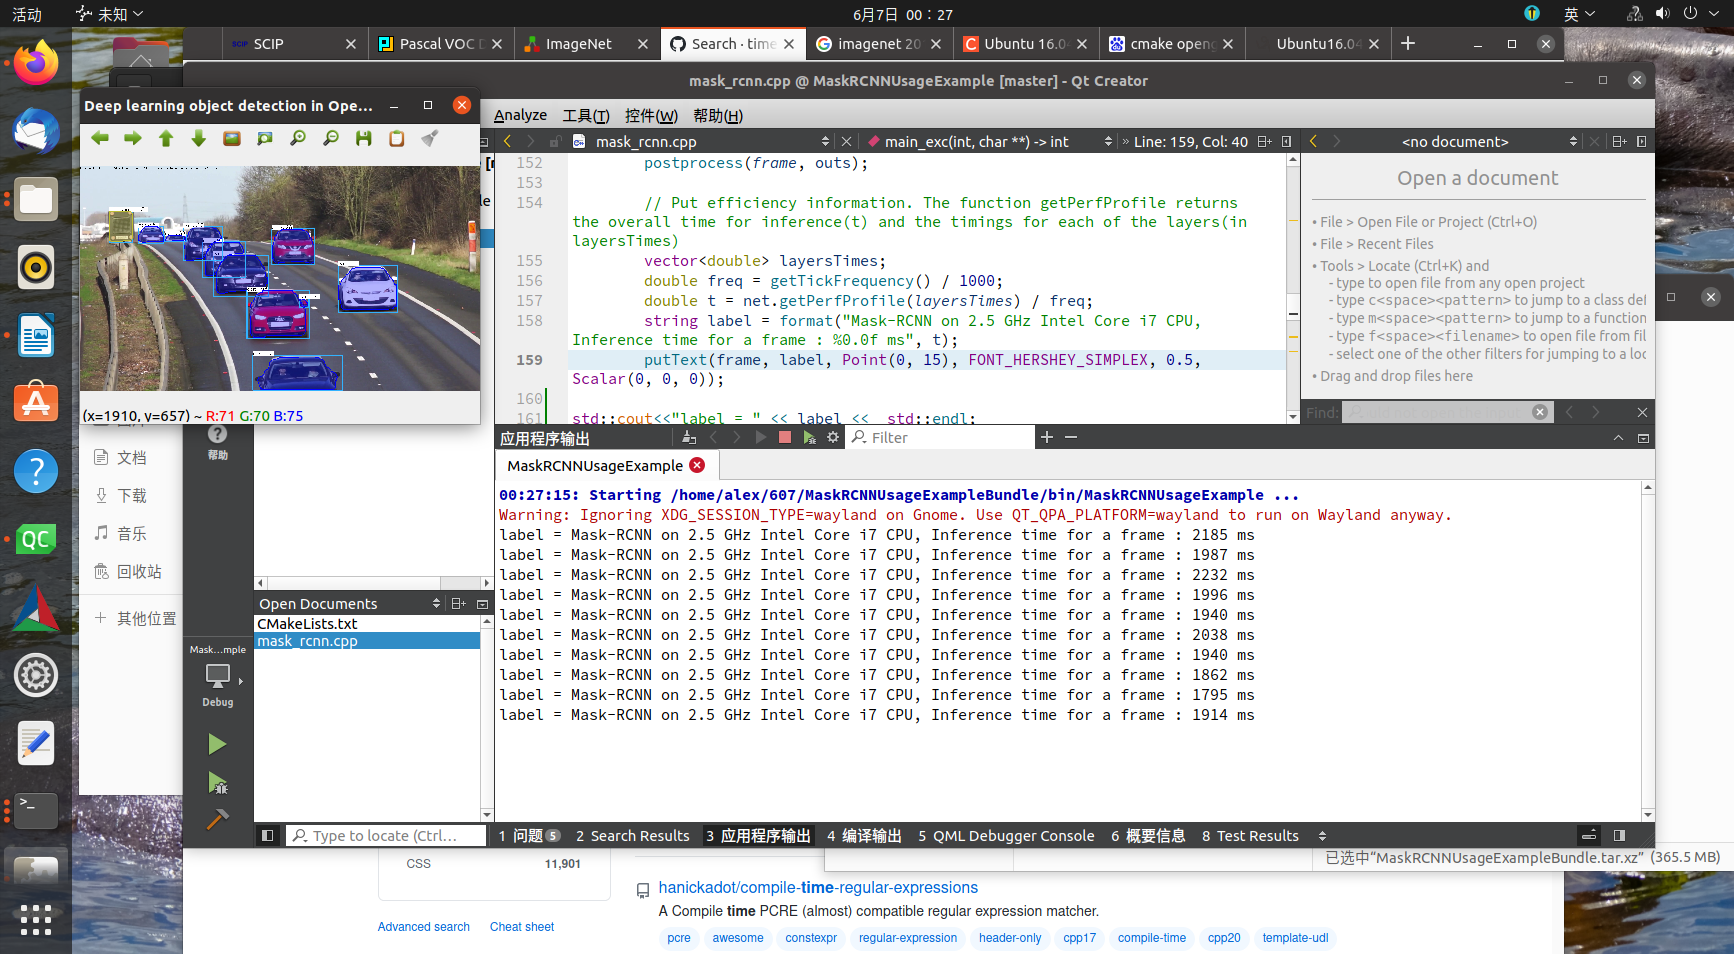 活动
未知
6月7日 00：27
英
SCIP
SCIP
Pascal VOC D
ImageNet
Search · time
imagenet 20
Ubuntu 16.04
cmake openg
Ubuntu16.04
mask_rcnn.cpp @ MaskRCNNUsageExample [master] - Qt Creator
Deep learning object detection in Ope...
Analyze
工具(T)
控件(W)
帮助(H)
mask_rcnn.cpp
main_exc(int, char **) -> int
» Line: 159, Col: 40
<no document>
152 postprocess(frame, outs);
153
154 // Put efficiency information. The function getPerfProfile returns
the overall time for inference(t) and the timings for each of the layers(in
layersTimes)
155 vector<double> layersTimes;
156 double freq = getTickFrequency() / 1000;
157 double t = net.getPerfProfile(layersTimes) / freq;
158 string label = format("Mask-RCNN on 2.5 GHz Intel Core i7 CPU,
Inference time for a frame : %0.0f ms", t);
159 putText(frame, label, Point(0, 15), FONT_HERSHEY_SIMPLEX, 0.5,
Scalar(0, 0, 0));
160
161 std::cout<<"label = " << label << std::endl;
Open a document
• File > Open File or Project (Ctrl+O)
• File > Recent Files
• Tools > Locate (Ctrl+K) and
- type to open file from any open project
- type c<space><pattern> to jump to a class def
- type m<space><pattern> to jump to a function
- type f<space><filename> to open file from fil
- select one of the other filters for jumping to a loc
• Drag and drop files here
Find:
(x=1910, y=657) ~ R:71 G:70 B:75
帮助
文档
下载
音乐
回收站
其他位置
应用程序输出
Filter
MaskRCNNUsageExample
00:27:15: Starting /home/alex/607/MaskRCNNUsageExampleBundle/bin/MaskRCNNUsageExample ...
Warning: Ignoring XDG_SESSION_TYPE=wayland on Gnome. Use QT_QPA_PLATFORM=wayland to run on Wayland anyway.
label = Mask-RCNN on 2.5 GHz Intel Core i7 CPU, Inference time for a frame : 2185 ms
label = Mask-RCNN on 2.5 GHz Intel Core i7 CPU, Inference time for a frame : 1987 ms
label = Mask-RCNN on 2.5 GHz Intel Core i7 CPU, Inference time for a frame : 2232 ms
label = Mask-RCNN on 2.5 GHz Intel Core i7 CPU, Inference time for a frame : 1996 ms
label = Mask-RCNN on 2.5 GHz Intel Core i7 CPU, Inference time for a frame : 1940 ms
label = Mask-RCNN on 2.5 GHz Intel Core i7 CPU, Inference time for a frame : 2038 ms
label = Mask-RCNN on 2.5 GHz Intel Core i7 CPU, Inference time for a frame : 1940 ms
label = Mask-RCNN on 2.5 GHz Intel Core i7 CPU, Inference time for a frame : 1862 ms
label = Mask-RCNN on 2.5 GHz Intel Core i7 CPU, Inference time for a frame : 1795 ms
label = Mask-RCNN on 2.5 GHz Intel Core i7 CPU, Inference time for a frame : 1914 ms
Open Documents
CMakeLists.txt
mask_rcnn.cpp
Mask...mple
Debug
QC
Type to locate (Ctrl...
1 问题 5
2 Search Results
3 应用程序输出
4 编译输出
5 QML Debugger Console
6 概要信息
8 Test Results
已选中“MaskRCNNUsageExampleBundle.tar.xz” (365.5 MB)
CSS 11,901
Advanced search
Cheat sheet
hanickadot/compile-time-regular-expressions
A Compile time PCRE (almost) compatible regular expression matcher.
pcre
awesome
constexpr
regular-expression
header-only
cpp17
compile-time
cpp20
template-udl